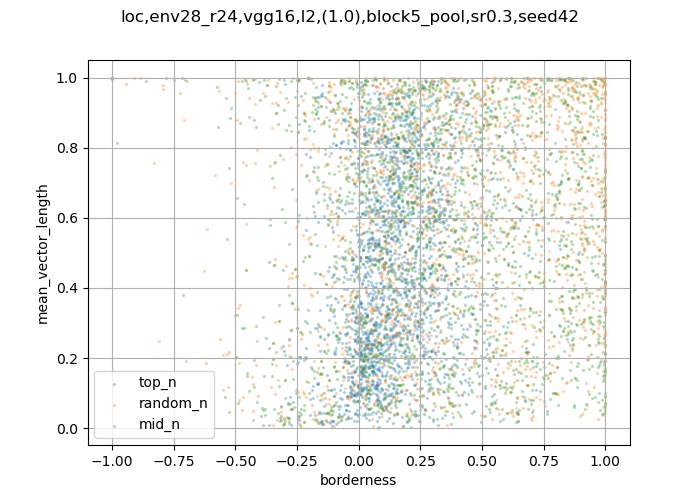 loc,env28_r24,vgg16,l2,(1.0),block5_pool,sr0.3,seed42
1.0
0.8
0.6
0.4
0.2
0.0
mean_vector_length
top_n
random_n
mid_n
−1.00 −0.75 −0.50 −0.25 0.00 0.25 0.50 0.75 1.00
borderness